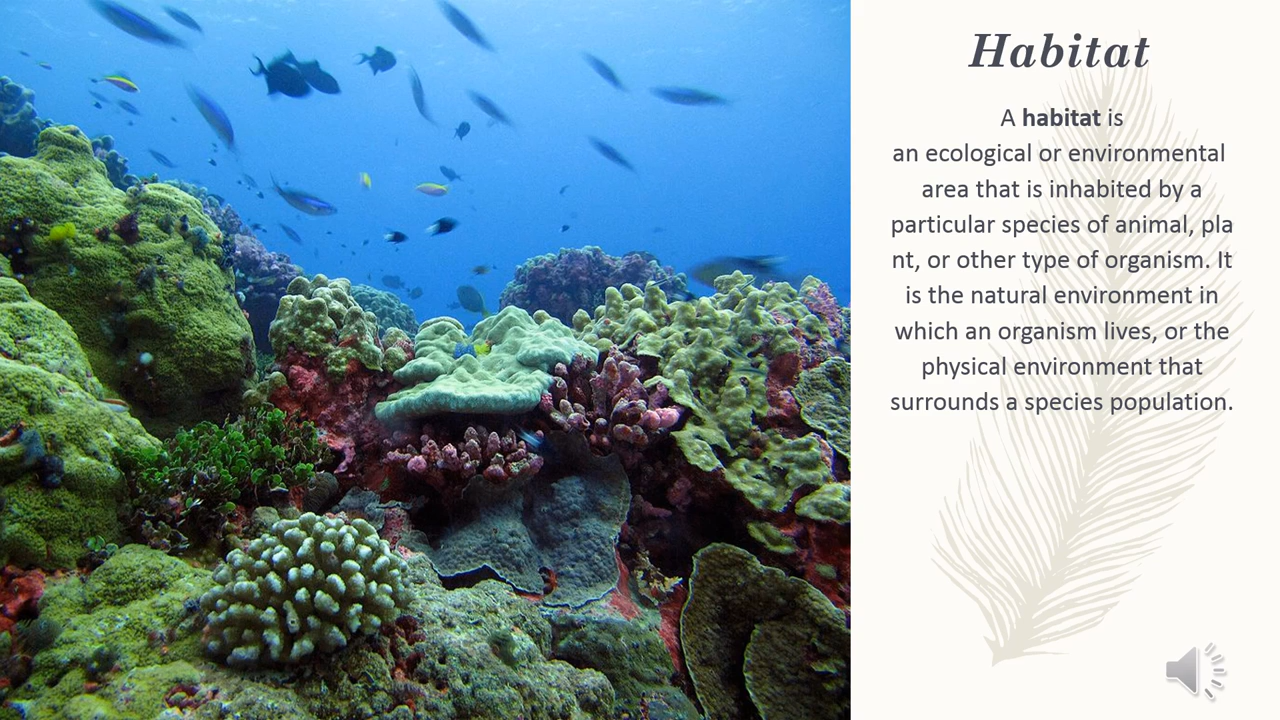 Habitat
A habitat is
an ecological or environmental
area that is inhabited by a
particular species of animal, pla
nt, or other type of organism. It
is the natural environment in
which an organism lives, or the
physical environment that
surrounds a species population.